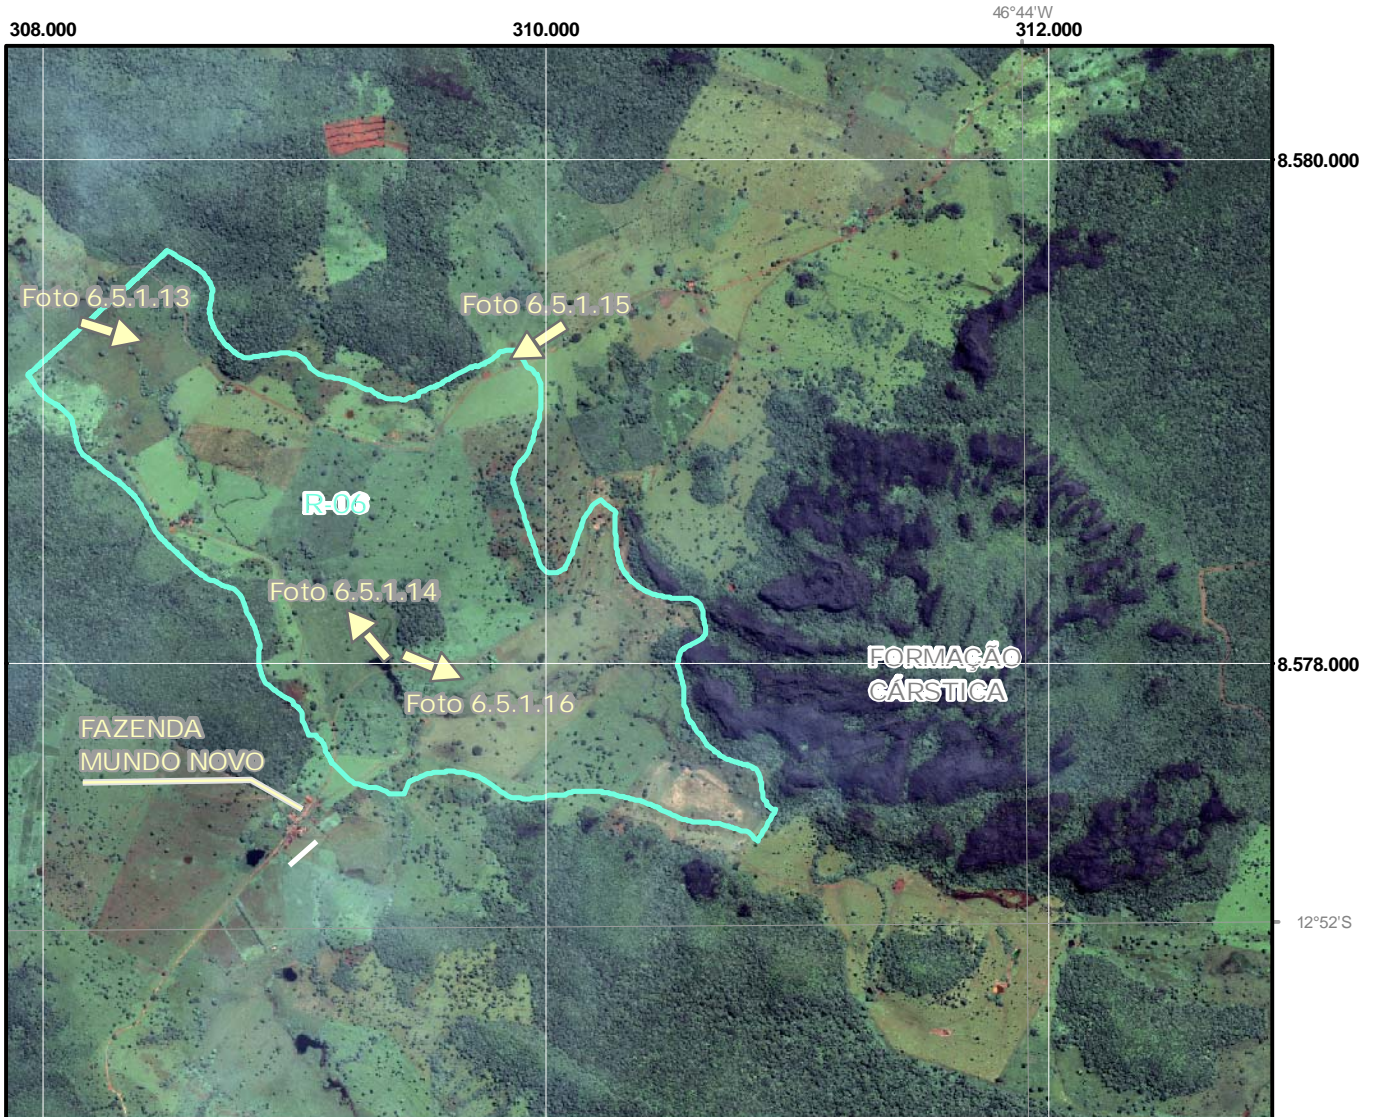 46°44'W
308.000
310.000
312.000
8.580.000
Foto 6.5.1.13
Foto 6.5.1.15
R-06
Foto 6.5.1.14
FORMAÇÃO
CÁRSTICA
8.578.000
Foto 6.5.1.16
FAZENDA
MUNDO NOVO
12°52'S